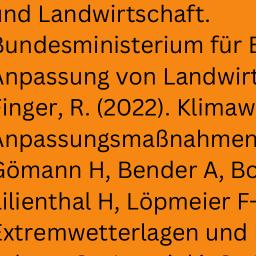 und Landwirtschaft.
Bundesministerium für E
Anpassung von Landwirt
Finger, R. (2022). Klimaw
Anpassungsmaßnahmen
Gömann H, Bender A, Bo
Lilienthal H, Löpmeier F-
Extremwetterlagen und